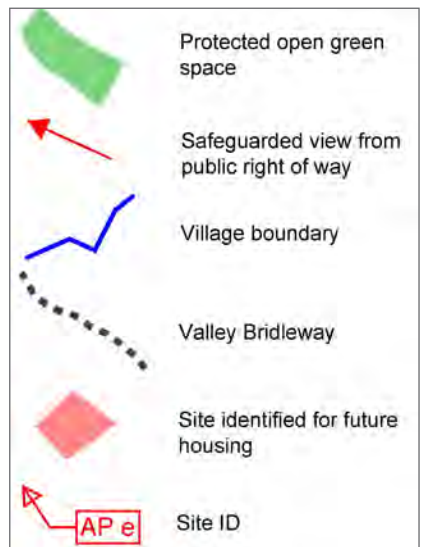 Protected open green
space
Safeguarded view from
public right of way
Village boundary
Valley Bridleway
Site identified for future
housing
AP e Site ID